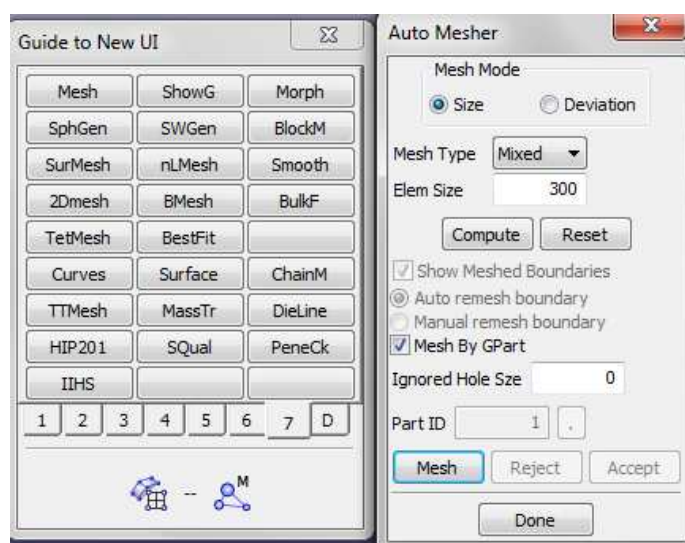 Guide to New UI
Mesh ShowG Morph
SphGen SWGen BlockM
SurMesh nLMesh Smooth
2Dmesh BMesh BulkF
TetMesh BestFit
Curves Surface ChainM
TTMesh MassTr DieLine
HIP201 SQual PeneCk
IIHS
1 2 3 4 5 6 7 D
-- M
Auto Mesher
Mesh Mode
Size Deviation
Mesh Type Mixed
Elem Size 300
Compute Reset
Show Meshed Boundaries
Auto remesh boundary
Manual remesh boundary
Mesh By GPart
Ignored Hole Sze 0
Part ID 1 .
Mesh Reject Accept
Done